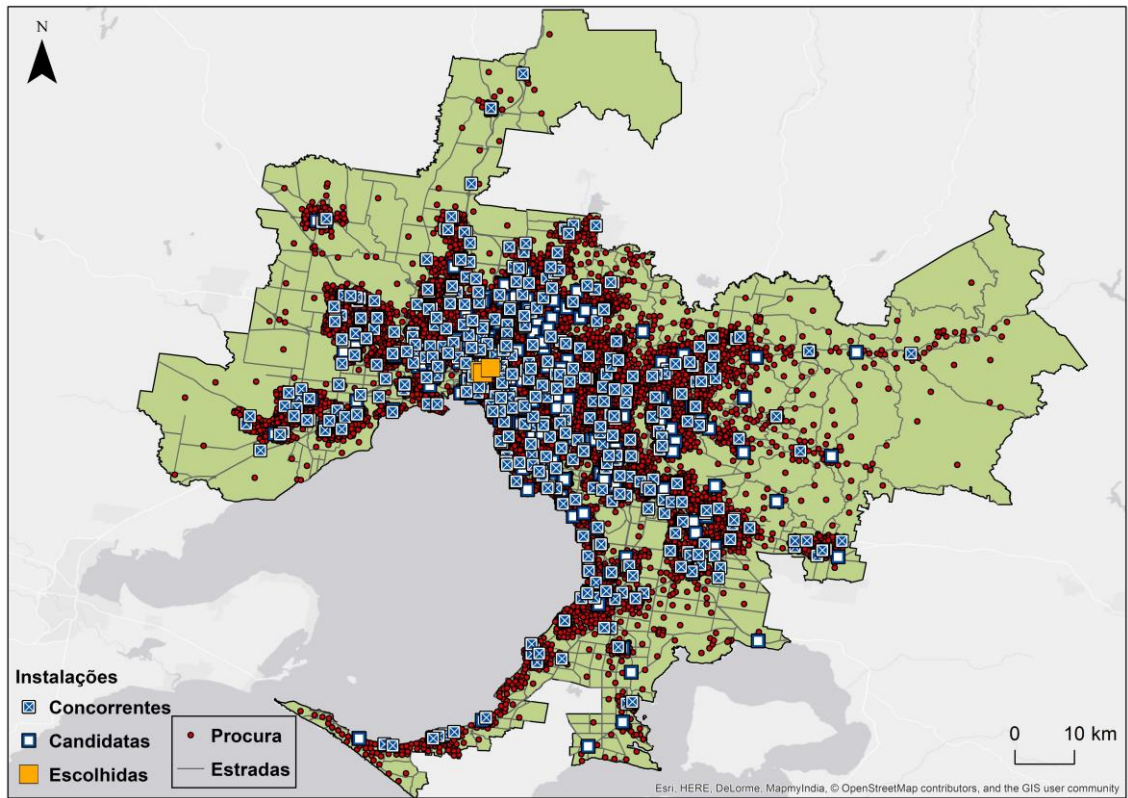 N
Instalações
Concorrentes
Candidatas
Escolhidas
Procura
Estradas
0 10 km
Esri, HERE, DeLorme, MapmyIndia, © OpenStreetMap contributors, and the GIS user community